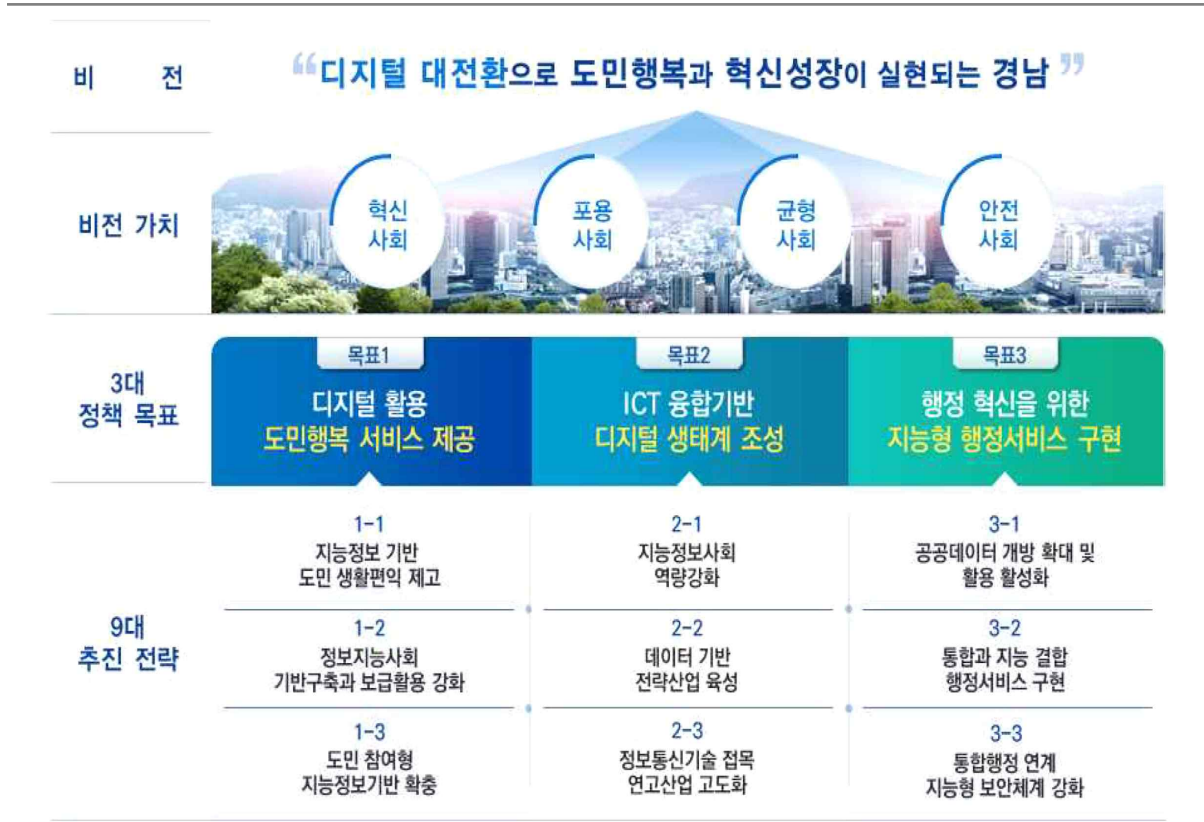 비 전
“디지털 대전환으로 도민행복과 혁신성장이 실현되는 경남”
비전 가치
혁신
사회
포용
사회
균형
사회
안전
사회
3대
정책 목표
목표1
디지털 활용
도민행복 서비스 제공
목표2
ICT 융합기반
디지털 생태계 조성
목표3
행정 혁신을 위한
지능형 행정서비스 구현
9대
추진 전략
1-1
지능정보 기반
도민 생활편익 제고
2-1
지능정보사회
역량강화
3-1
공공데이터 개방 확대 및
활용 활성화
1-2
정보지능사회
기반구축과 보급활용 강화
2-2
데이터 기반
전략산업 육성
3-2
통합과 지능 결합
행정서비스 구현
1-3
도민 참여형
지능정보기반 확충
2-3
정보통신기술 접목
연고산업 고도화
3-3
통합행정 연계
지능형 보안체계 강화